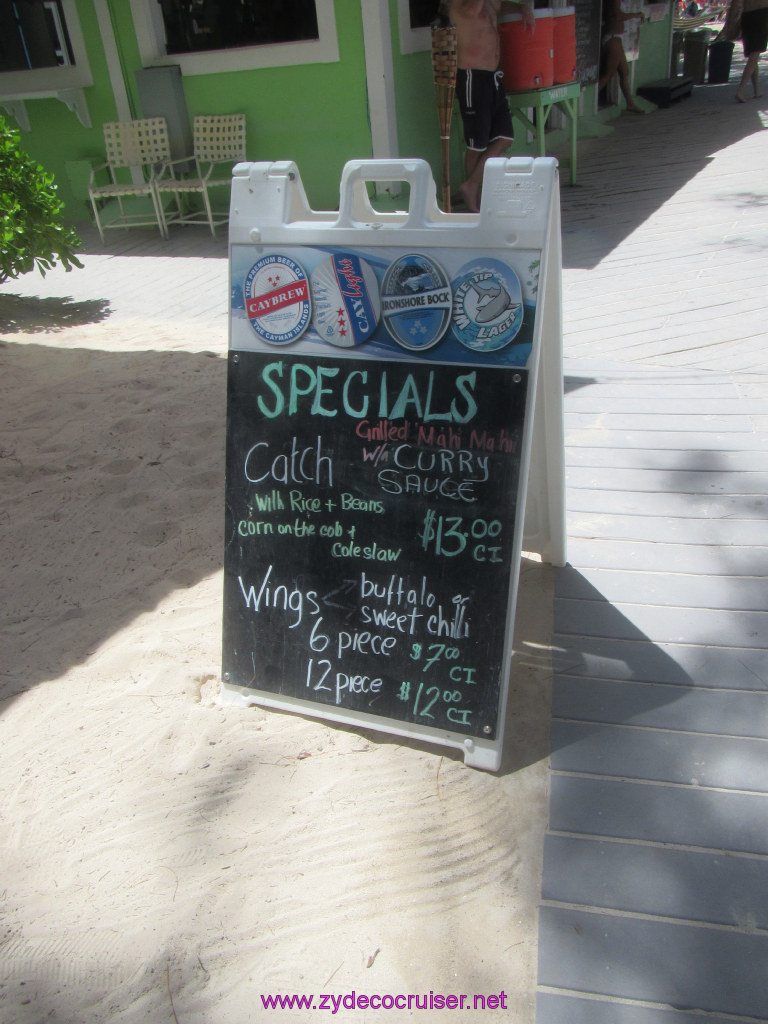 THE PREMIUM BEER OF
CAYBREW
THE CAYMAN ISLANDS
CAY Light
IRONSHORE BOCK
WHITE TIP
LAGER
SPECIALS
Grilled Mahi Mahi
Catch w/a CURRY
SAUCE
with Rice + Beans
corn on the cob +
coleslaw
$13.00
CI
Wings buffalo or
sweet chilli
6 piece $7.00
CI
12 piece $12.00
CI
www.zydecocruiser.net